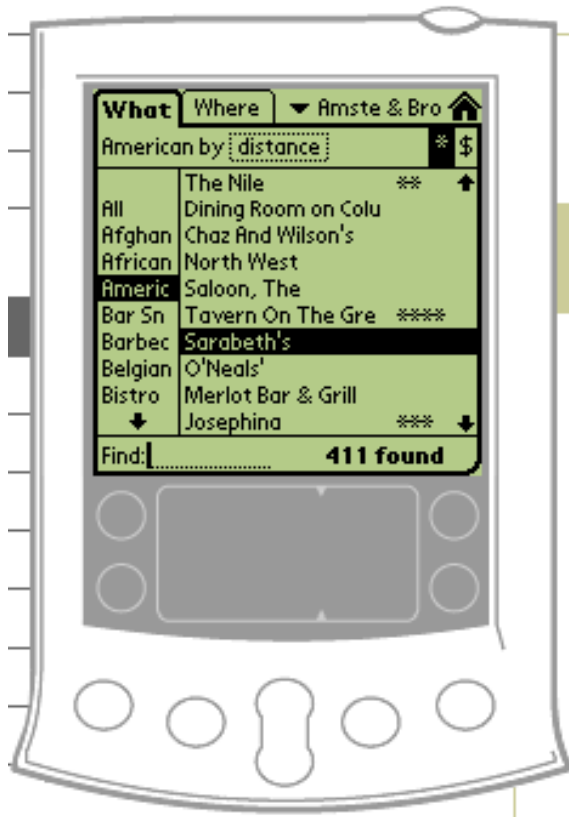 What Where Amste & Bro
American by distance * $
The Nile **
All Dining Room on Colu
Afghan Chaz And Wilson's
African North West
Americ Saloon, The
Bar Sn Tavern On The Gre ****
Barbec Sarabeth's
Belgian O'Neals'
Bistro Merlot Bar & Grill
Josephina ***
Find: 411 found